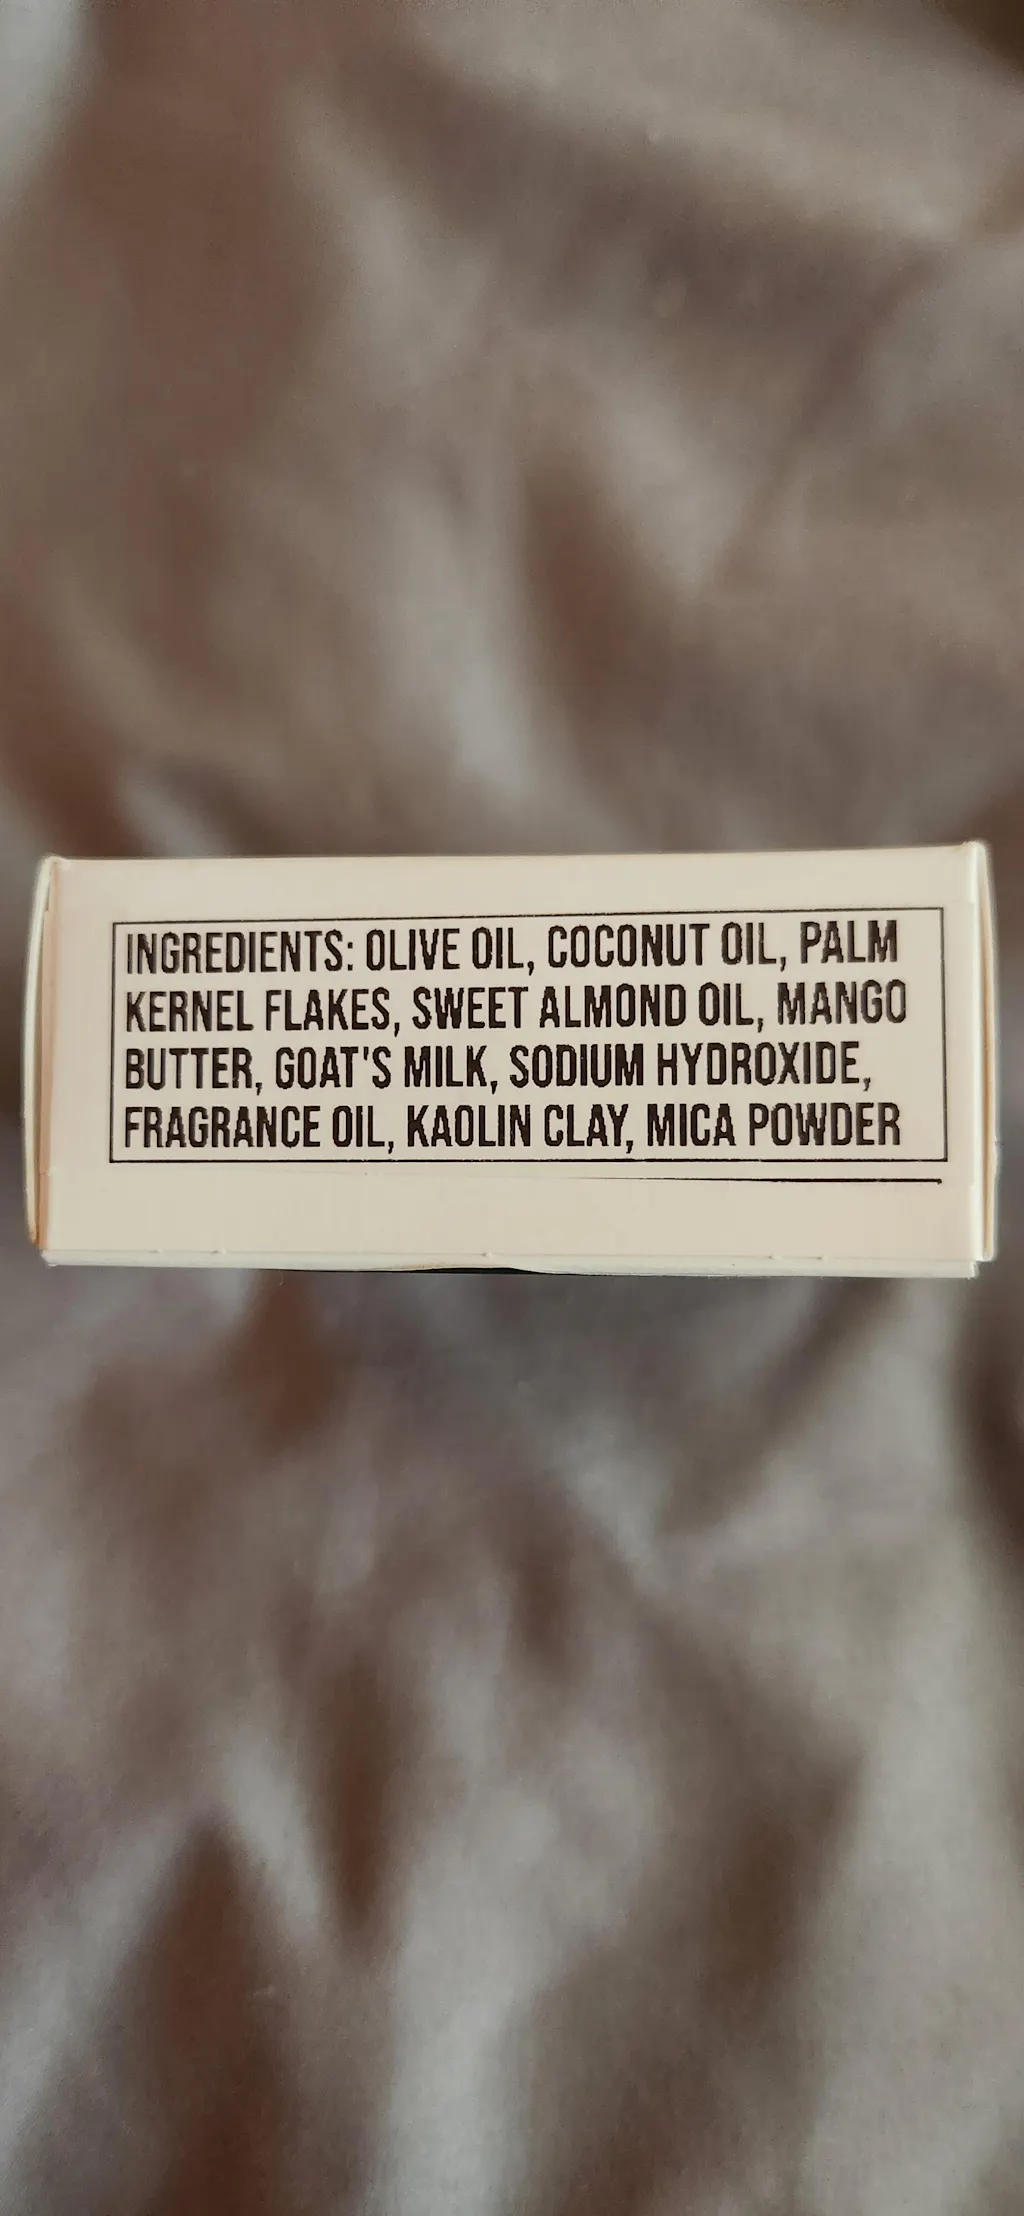 INGREDIENTS: OLIVE OIL, COCONUT OIL, PALM
KERNEL FLAKES, SWEET ALMOND OIL, MANGO
BUTTER, GOAT'S MILK, SODIUM HYDROXIDE,
FRAGRANCE OIL, KAOLIN CLAY, MICA POWDER